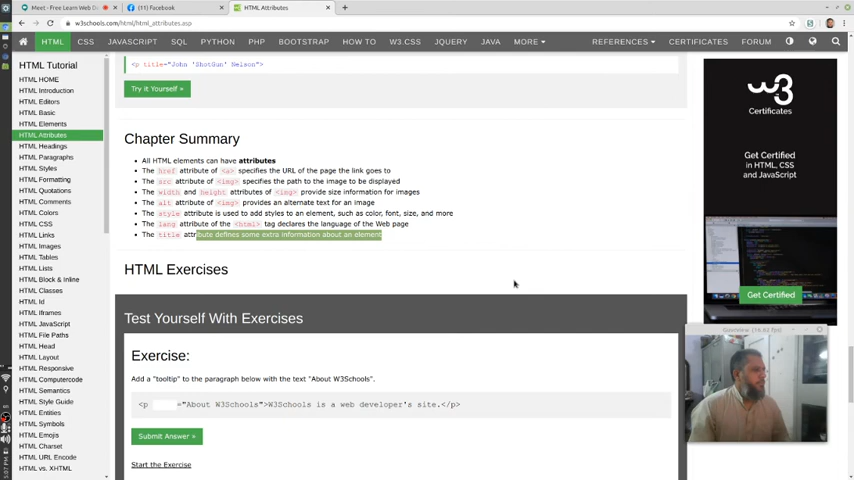 Meet - Free Learn Web D
(1) Facebook
HTML Attributes
w3schools.com/html/html_attributes.asp
HTML CSS JAVASCRIPT SQL PYTHON PHP BOOTSTRAP HOW TO W3.CSS JQUERY JAVA MORE REFERENCES CERTIFICATES FORUM
HTML Tutorial
HTML HOME
HTML Introduction
HTML Editors
HTML Basic
HTML Elements
HTML Attributes
HTML Headings
HTML Paragraphs
HTML Styles
HTML Formatting
HTML Quotations
HTML Comments
HTML Colors
HTML CSS
HTML Links
HTML Images
HTML Tables
HTML Lists
HTML Block & Inline
HTML Classes
HTML Id
HTML Iframes
HTML JavaScript
HTML File Paths
HTML Head
HTML Layout
HTML Responsive
HTML Computercode
HTML Semantics
HTML Style Guide
HTML Entities
HTML Symbols
HTML Emojis
HTML Charset
HTML URL Encode
HTML vs. XHTML
<p title="John 'ShotGun' Nelson">
Try it Yourself »
Chapter Summary
• All HTML elements can have attributes
• The href attribute of <a> specifies the URL of the page the link goes to
• The src attribute of <img> specifies the path to the image to be displayed
• The width and height attributes of <img> provide size information for images
• The alt attribute of <img> provides an alternate text for an image
• The style attribute is used to add styles to an element, such as color, font, size, and more
• The lang attribute of the <html> tag declares the language of the Web page
• The title attribute defines some extra information about an element
HTML Exercises
Test Yourself With Exercises
Exercise:
Add a "tooltip" to the paragraph below with the text "About W3Schools".
<p ="About W3Schools">W3Schools is a web developer's site.</p>
Submit Answer »
Start the Exercise
w3
Certificates
Get Certified
in HTML, CSS
and JavaScript
Get Certified
5:07 PM